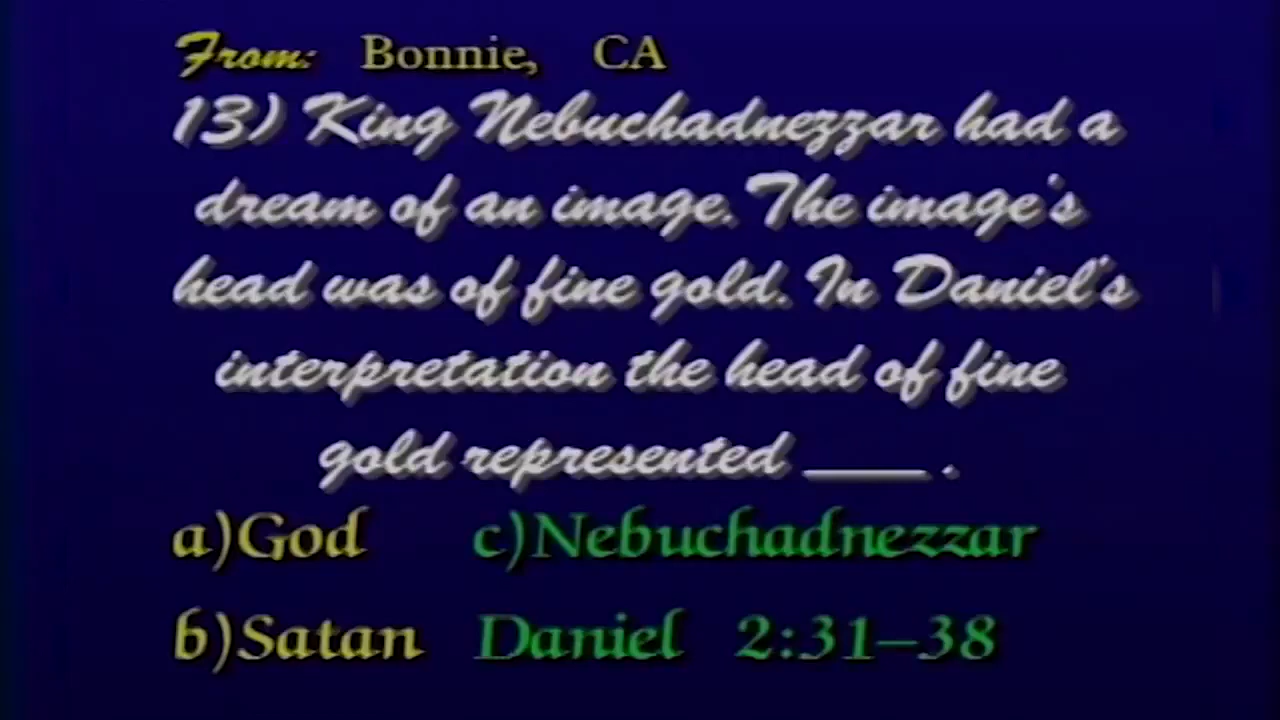 From: Bonnie, CA
13) King Nebuchadnezzar had a
dream of an image. The image's
head was of fine gold. In Daniel's
interpretation the head of fine
gold represented ____ .
a)God c)Nebuchadnezzar
b)Satan Daniel 2:31–38